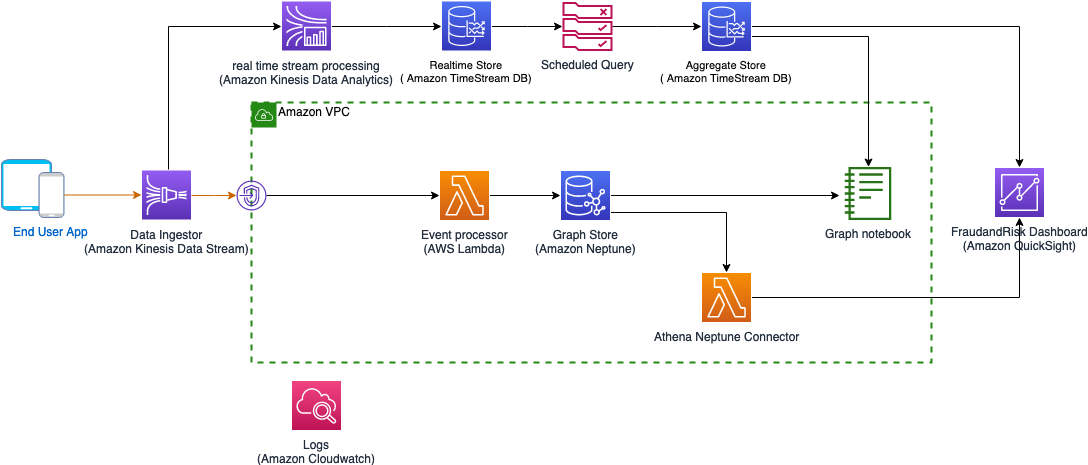 real time stream processing
(Amazon Kinesis Data Analytics)
Realtime Store
( Amazon TimeStream DB)
Scheduled Query
Aggregate Store
( Amazon TimeStream DB)
Amazon VPC
End User App
Data Ingestor
(Amazon Kinesis Data Stream)
Event processor
(AWS Lambda)
Graph Store
(Amazon Neptune)
Graph notebook
FraudandRisk Dashboard
(Amazon QuickSight)
Athena Neptune Connector
Logs
(Amazon Cloudwatch)